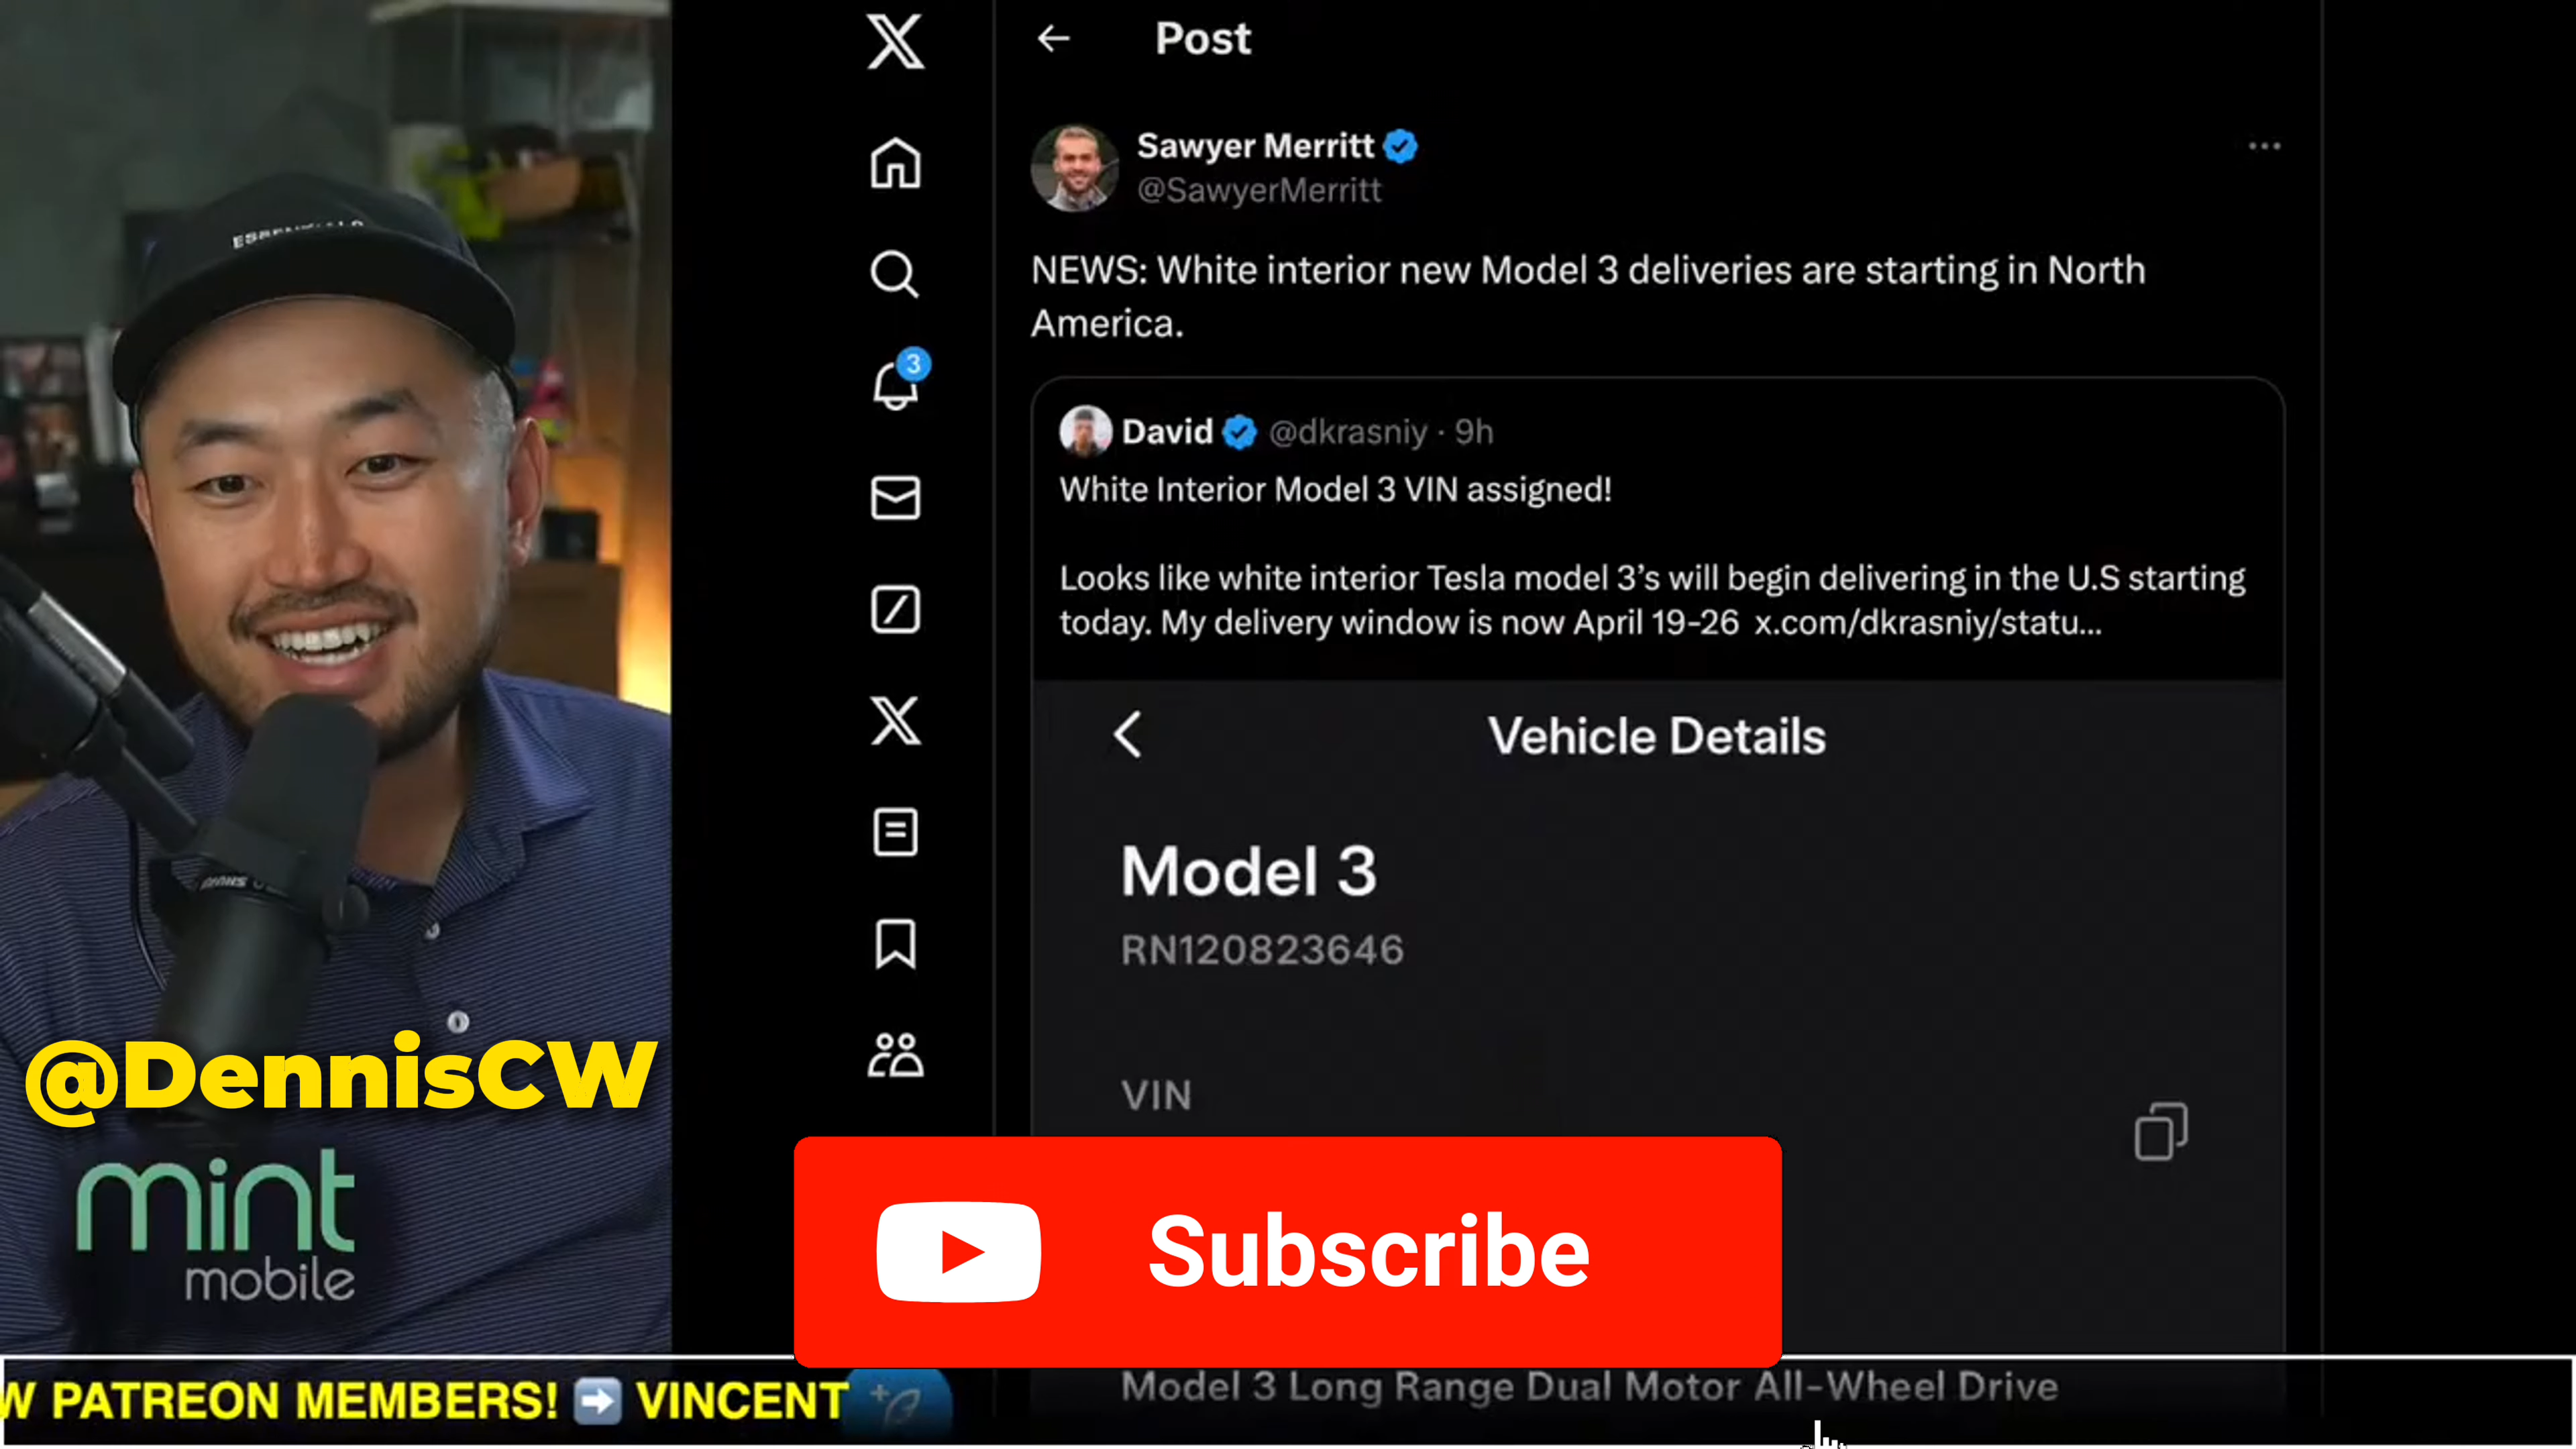 Post
Sawyer Merritt
@SawyerMerritt
NEWS: White interior new Model 3 deliveries are starting in North
America.
3
David @dkrasniy · 9h
White Interior Model 3 VIN assigned!
Looks like white interior Tesla model 3's will begin delivering in the U.S starting
today. My delivery window is now April 19-26 x.com/dkrasniy/statu...
Vehicle Details
Model 3
RN120823646
VIN
@DennisCW
mint
mobile
Subscribe
Model 3 Long Range Dual Motor All-Wheel Drive
W PATREON MEMBERS! ➡ VINCENT